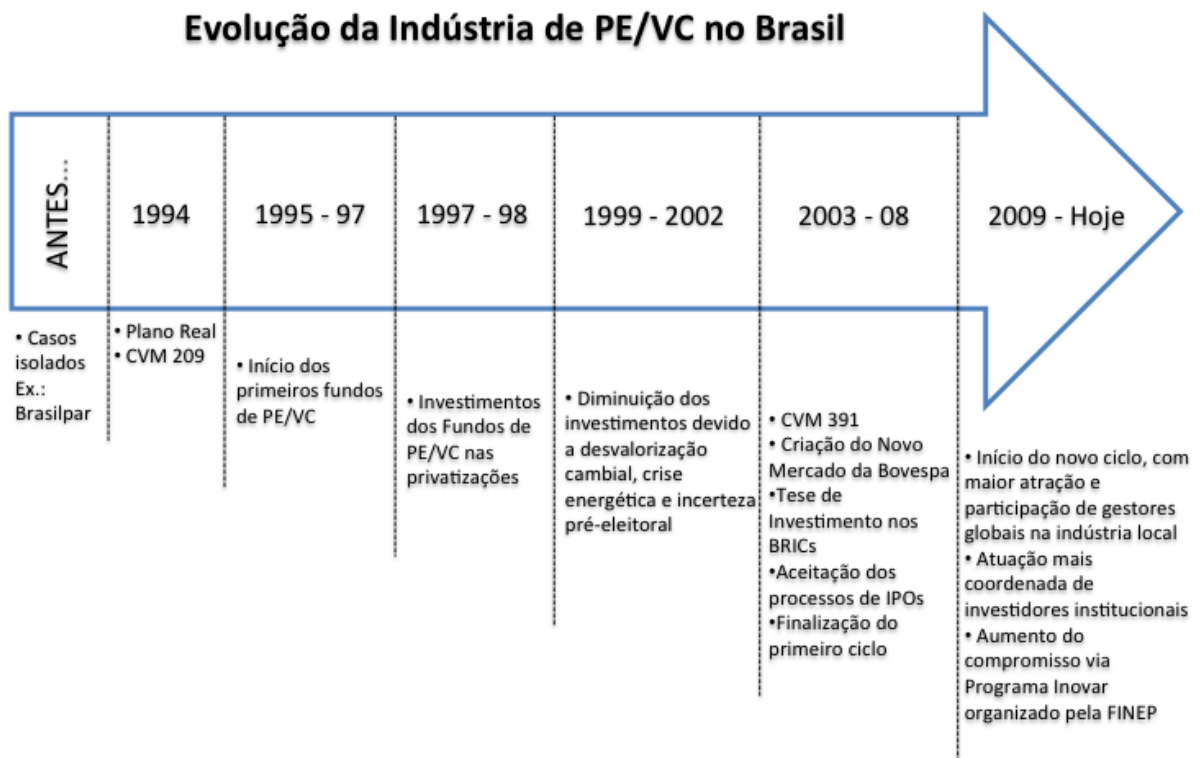 Evolução da Indústria de PE/VC no Brasil
ANTES...
1994
1995 - 97
1997 - 98
1999 - 2002
2003 - 08
2009 - Hoje
• Casos
isolados
Ex.:
Brasilpar
• Plano Real
• CVM 209
• Início dos
primeiros fundos
de PE/VC
• Investimentos
dos Fundos de
PE/VC nas
privatizações
• Diminuição dos
investimentos devido
a desvalorização
cambial, crise
energética e incerteza
pré-eleitoral
• CVM 391
• Criação do Novo
Mercado da Bovespa
•Tese de
Investimento nos
BRICs
•Aceitação dos
processos de IPOs
•Finalização do
primeiro ciclo
• Início do novo ciclo, com
maior atração e
participação de gestores
globais na indústria local
• Atuação mais
coordenada de
investidores institucionais
• Aumento do
compromisso via
Programa Inovar
organizado pela FINEP